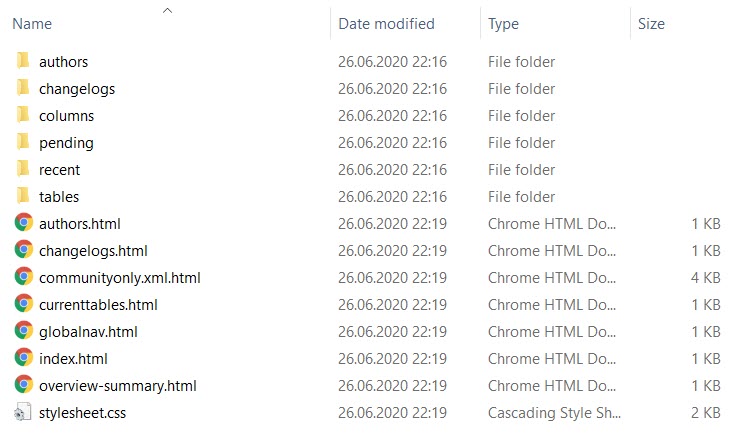 Name Date modified Type Size
authors 26.06.2020 22:16 File folder
changelogs 26.06.2020 22:16 File folder
columns 26.06.2020 22:16 File folder
pending 26.06.2020 22:16 File folder
recent 26.06.2020 22:16 File folder
tables 26.06.2020 22:16 File folder
authors.html 26.06.2020 22:19 Chrome HTML Do... 1 KB
changelogs.html 26.06.2020 22:19 Chrome HTML Do... 1 KB
communityonly.xml.html 26.06.2020 22:19 Chrome HTML Do... 4 KB
currenttables.html 26.06.2020 22:19 Chrome HTML Do... 1 KB
globalnav.html 26.06.2020 22:19 Chrome HTML Do... 1 KB
index.html 26.06.2020 22:19 Chrome HTML Do... 1 KB
overview-summary.html 26.06.2020 22:19 Chrome HTML Do... 1 KB
stylesheet.css 26.06.2020 22:19 Cascading Style Sh... 2 KB